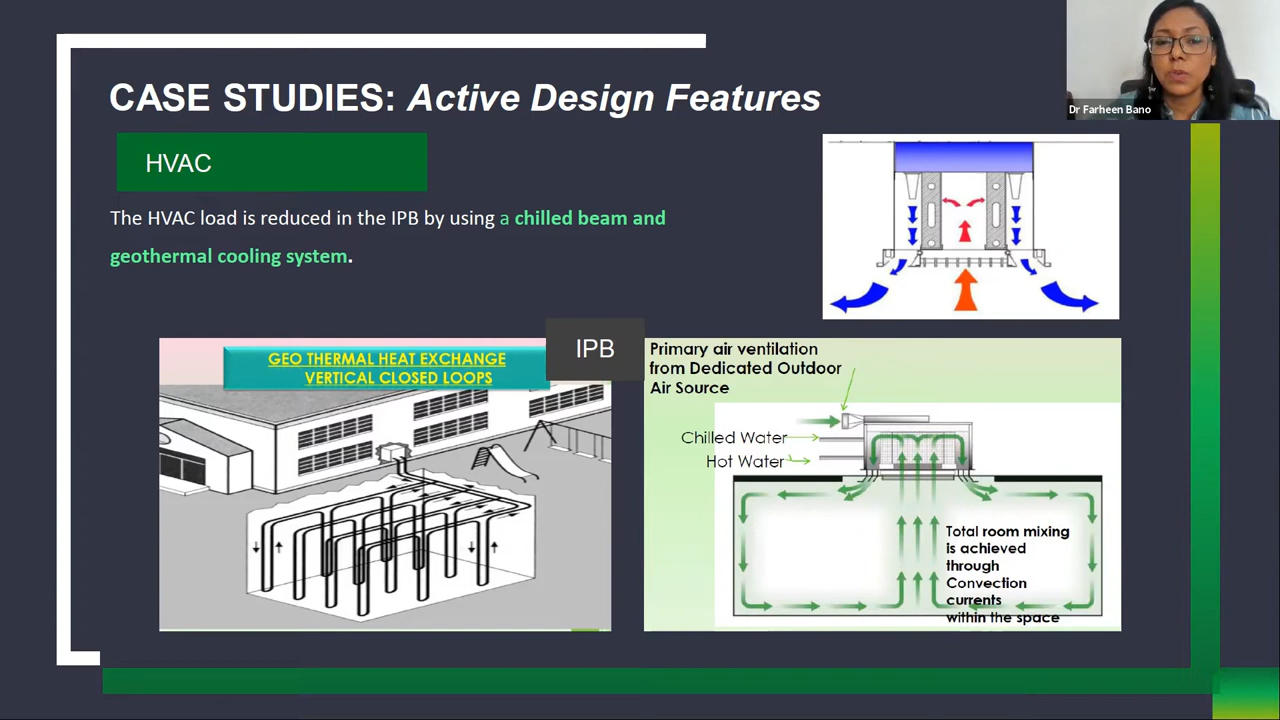 CASE STUDIES: Active Design Features
Dr Farheen Bano
HVAC
The HVAC load is reduced in the IPB by using a chilled beam and
geothermal cooling system.
IPB
GEO THERMAL HEAT EXCHANGE
VERTICAL CLOSED LOOPS
Primary air ventilation
from Dedicated Outdoor
Air Source
Chilled Water
Hot Water
Total room mixing
is achieved
through
Convection
currents
within the space